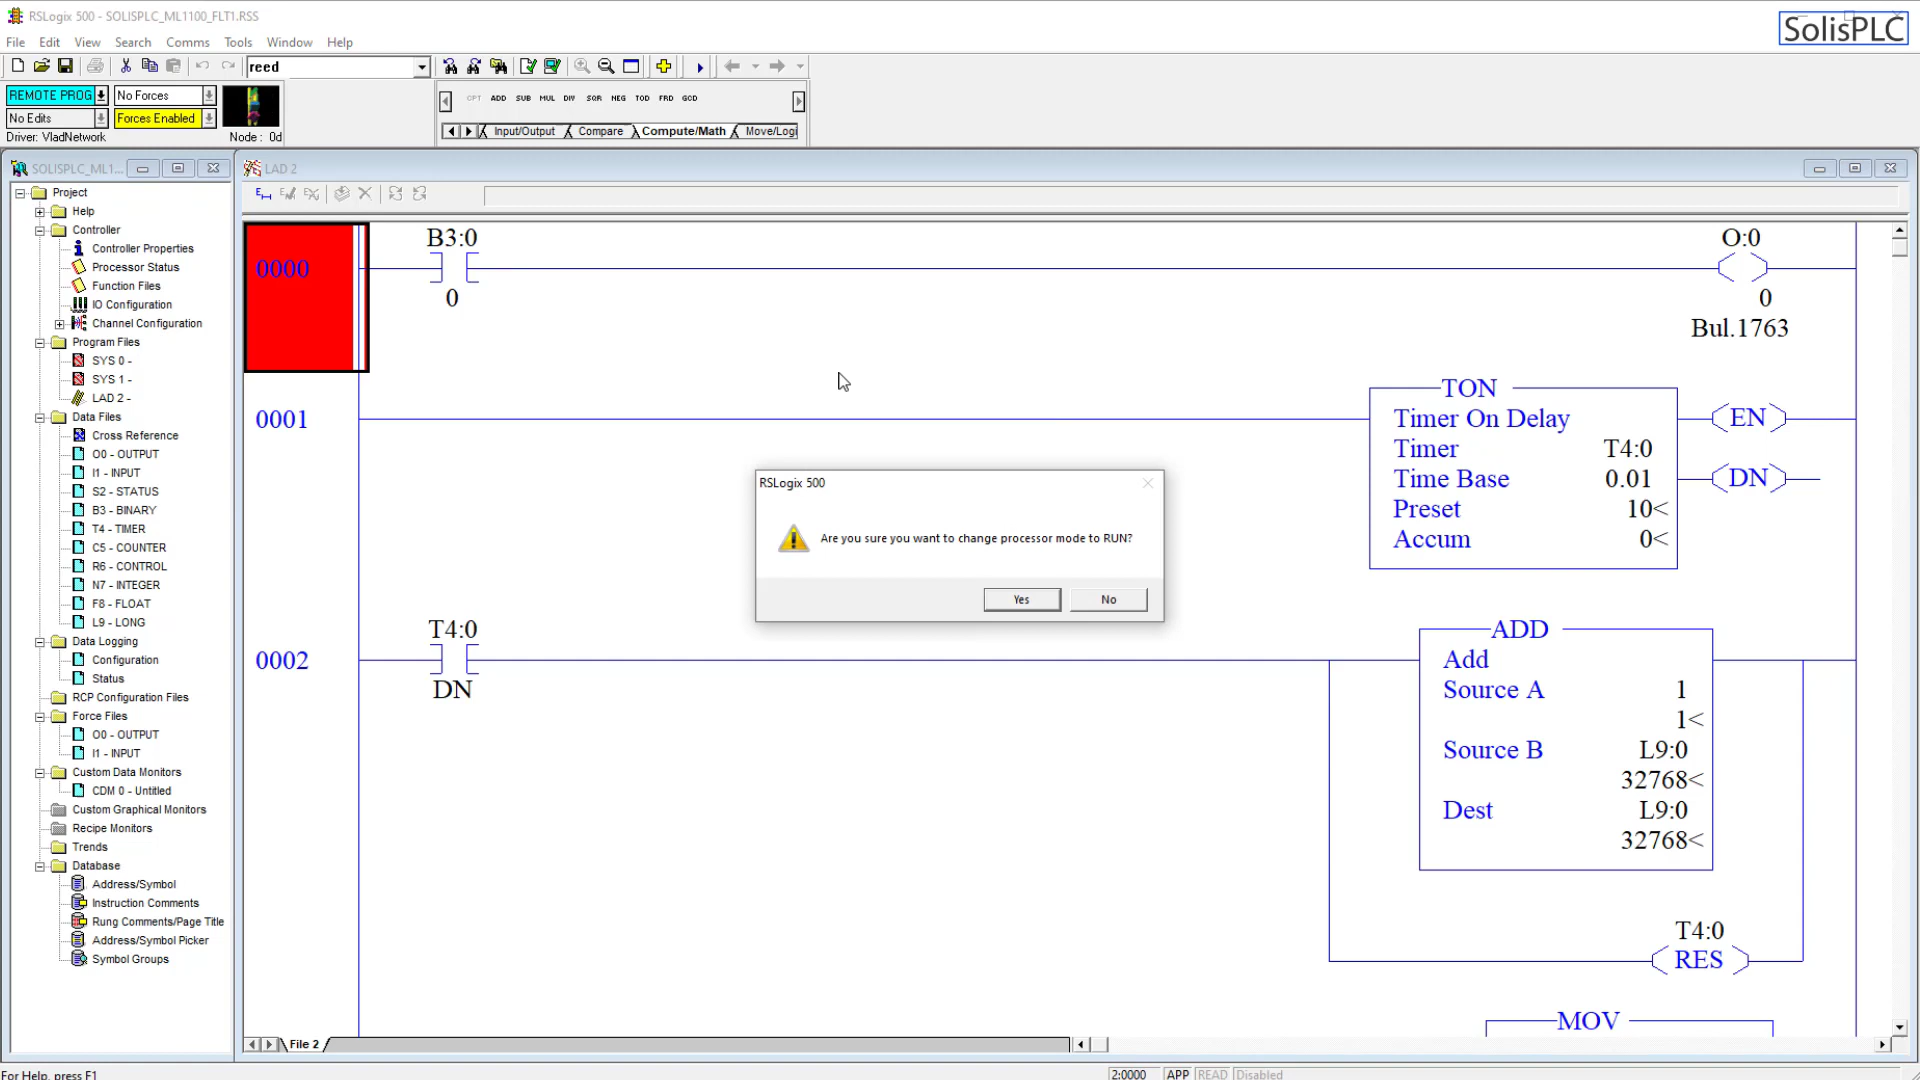 RSLogix 500 - SOLISPLC_ML1100_FLT1.RSS
SolisPLC
File Edit View Search Comms Tools Window Help
reed
REMOTE PROG No Forces
No Edits Forces Enabled
Driver: VladNetwork Node : 0d
OPT ADD SUB MUL DIV SQR NEG TOD FRD GCD
Input/Output Compare Compute/Math Move/Logi
SOLISPLC_ML1...
LAD 2
Project
Help
Controller
Controller Properties
Processor Status
Function Files
IO Configuration
Channel Configuration
Program Files
SYS 0 -
SYS 1 -
LAD 2 -
Data Files
Cross Reference
O0 - OUTPUT
I1 - INPUT
S2 - STATUS
B3 - BINARY
T4 - TIMER
C5 - COUNTER
R6 - CONTROL
N7 - INTEGER
F8 - FLOAT
L9 - LONG
Data Logging
Configuration
Status
RCP Configuration Files
Force Files
O0 - OUTPUT
I1 - INPUT
Custom Data Monitors
CDM 0 - Untitled
Custom Graphical Monitors
Recipe Monitors
Trends
Database
Address/Symbol
Instruction Comments
Rung Comments/Page Title
Address/Symbol Picker
Symbol Groups
B3:0 O:0
0000
0 0
Bul.1763
0001
TON
Timer On Delay EN
Timer T4:0
Time Base 0.01 DN
Preset 10<
Accum 0<
RSLogix 500
Are you sure you want to change processor mode to RUN?
Yes No
T4:0
0002
DN
ADD
Add
Source A 1
1<
Source B L9:0
32768<
Dest L9:0
32768<
T4:0
RES
MOV
File 2
For Help, press F1
2:0000 APP READ Disabled